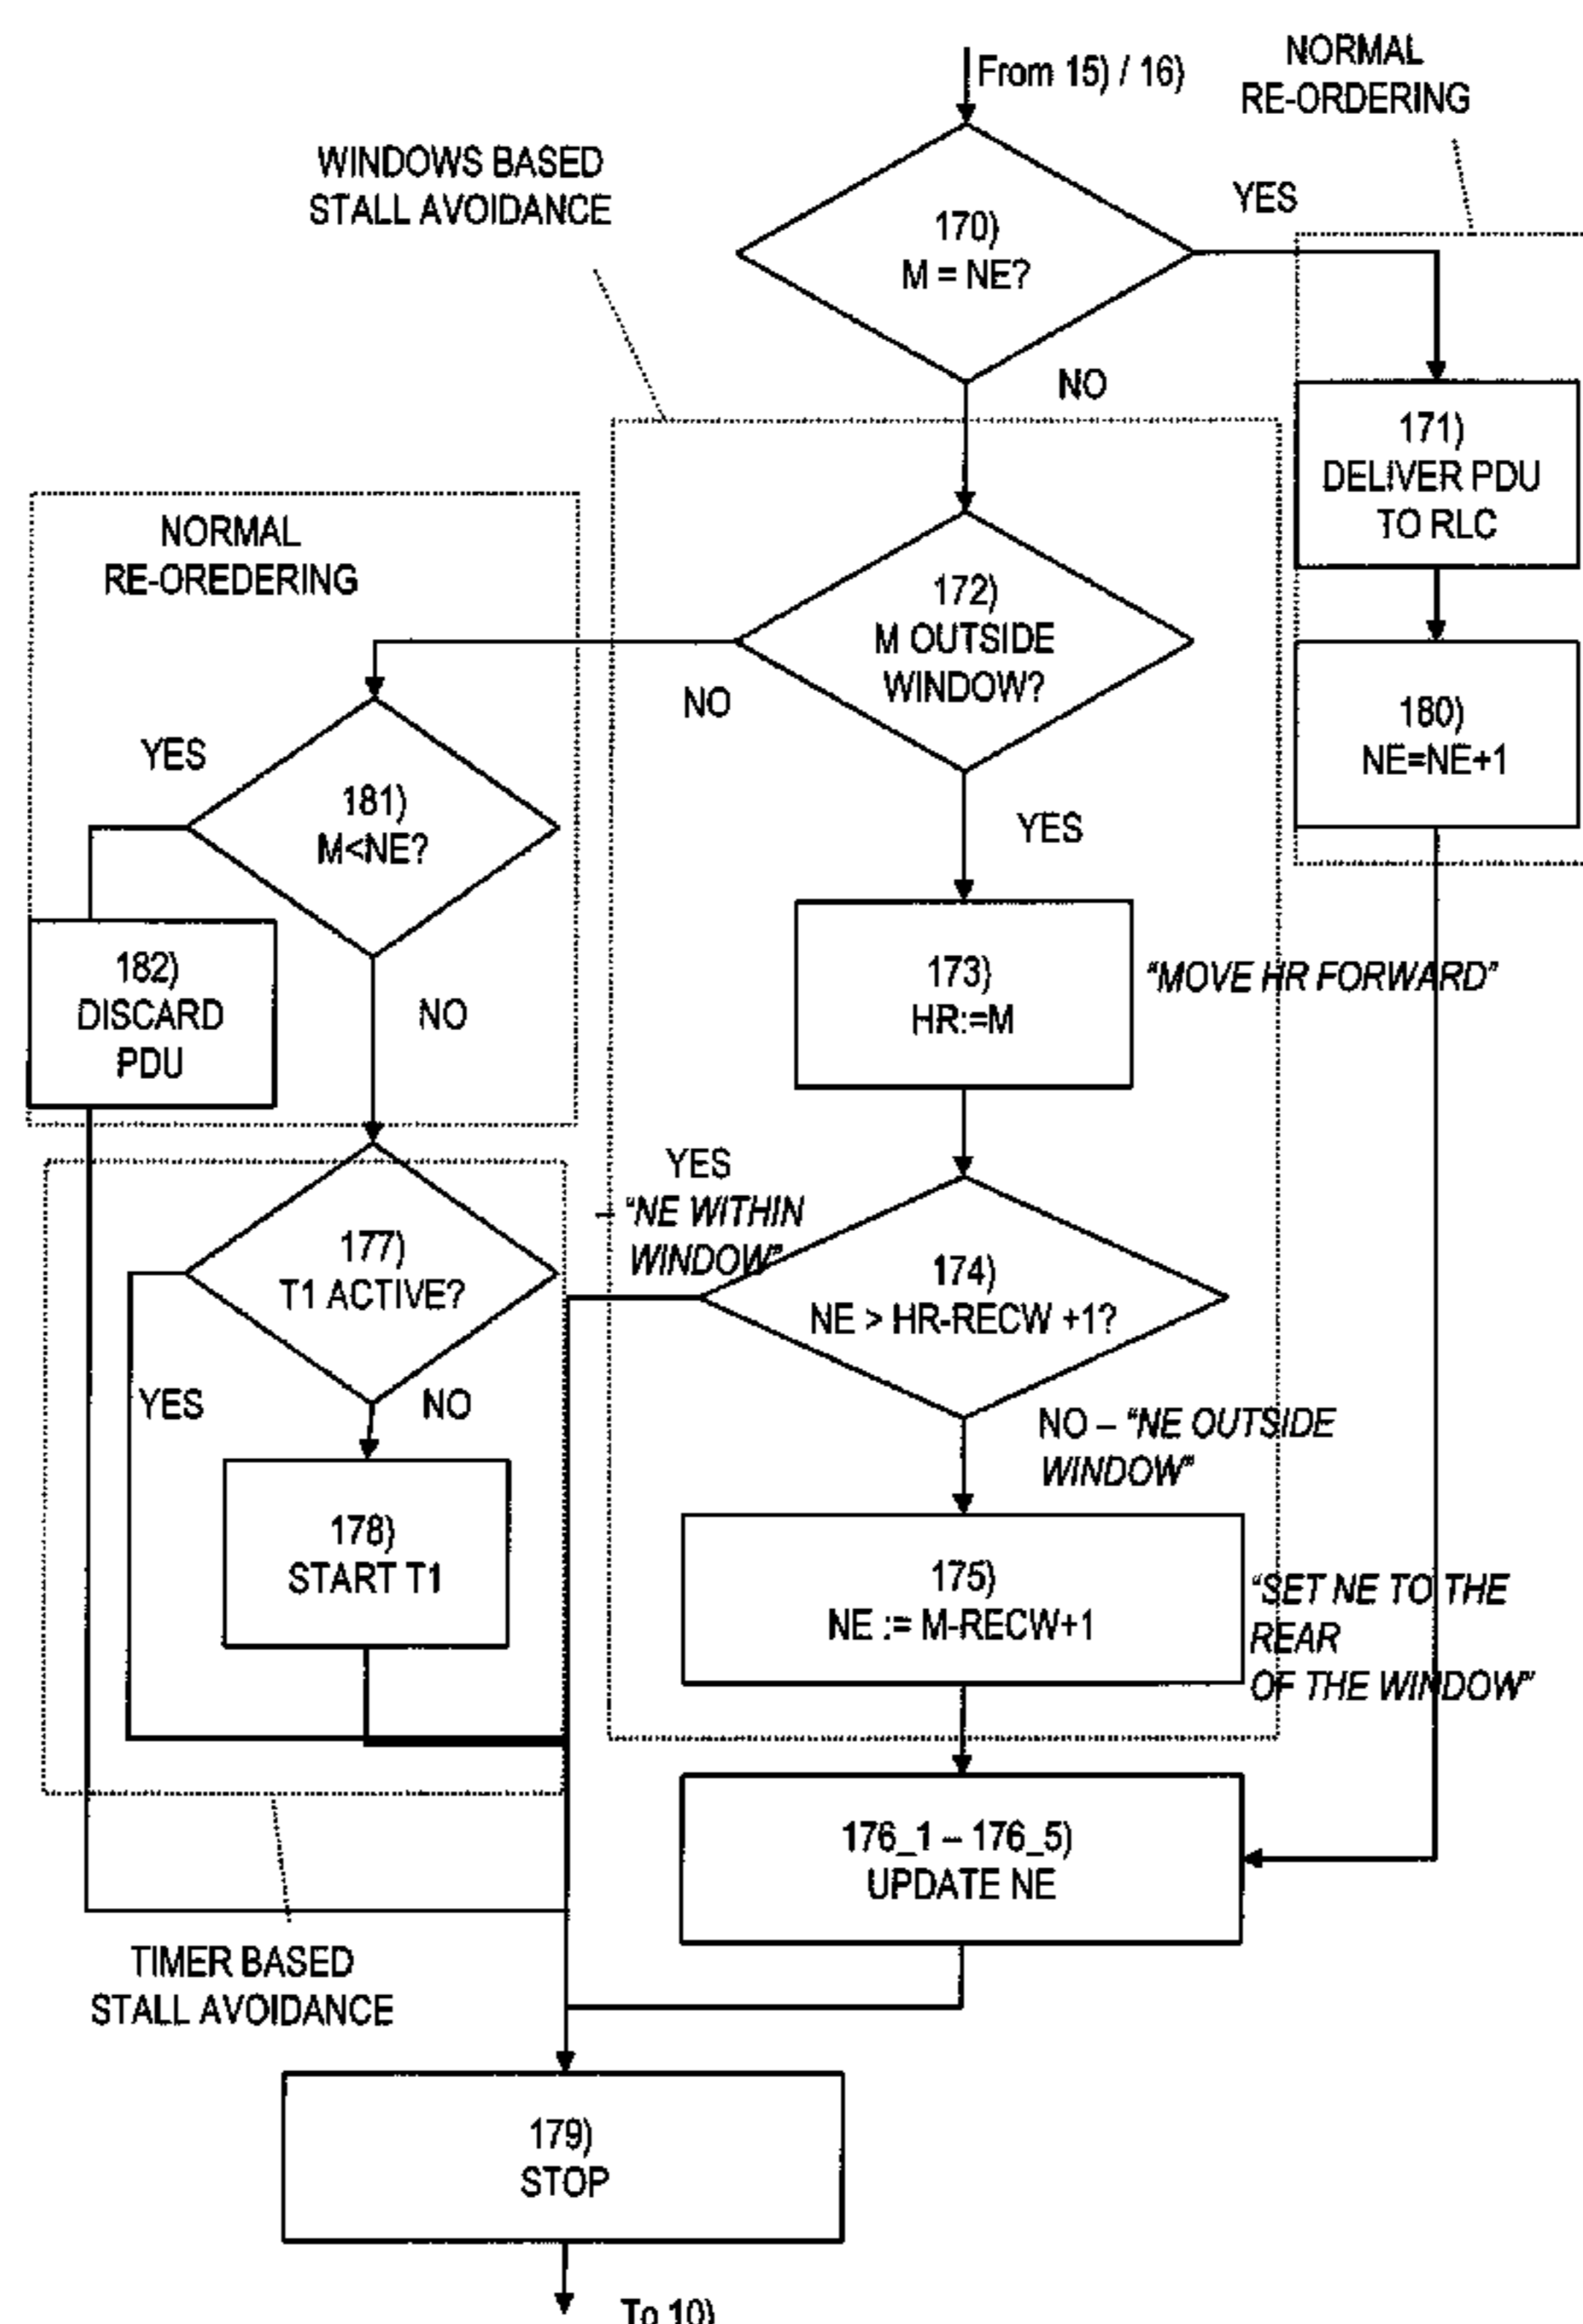 From 15) / 16)
NORMAL
RE-ORDERING
WINDOWS BASED
STALL AVOIDANCE
170)
M = NE?
YES
NO
171)
DELIVER PDU
TO RLC
180)
NE=NE+1
NORMAL
RE-OREDERING
172)
M OUTSIDE
WINDOW?
NO
YES
YES
181)
M<NE?
182)
DISCARD
PDU
NO
173)
HR:=M
"MOVE HR FORWARD"
YES
– "NE WITHIN
WINDOW"
174)
NE > HR-RECW +1?
177)
T1 ACTIVE?
YES
NO
NO – "NE OUTSIDE
WINDOW"
178)
START T1
175)
NE := M-RECW+1
"SET NE TO THE
REAR
OF THE WINDOW"
176_1 – 176_5)
UPDATE NE
TIMER BASED
STALL AVOIDANCE
179)
STOP
To 10)